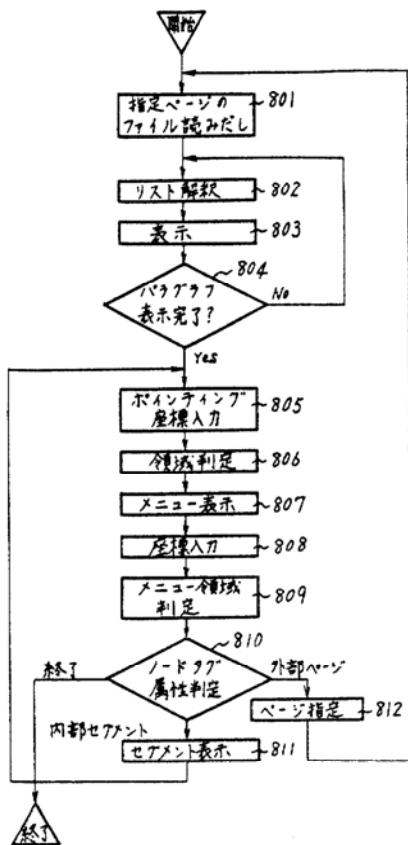 開始
指定ページの
ファイル読みだし
801
リスト解釈
802
表示
803
804
パラグラフ
表示完了?
No
Yes
ポインティング
座標入力
805
領域判定
806
メニュー表示
807
座標入力
808
メニュー領域
判定
809
810
終了
ノードタグ
属性判定
外部ページ
ページ指定
812
内部セグメント
セグメント表示
811
終了